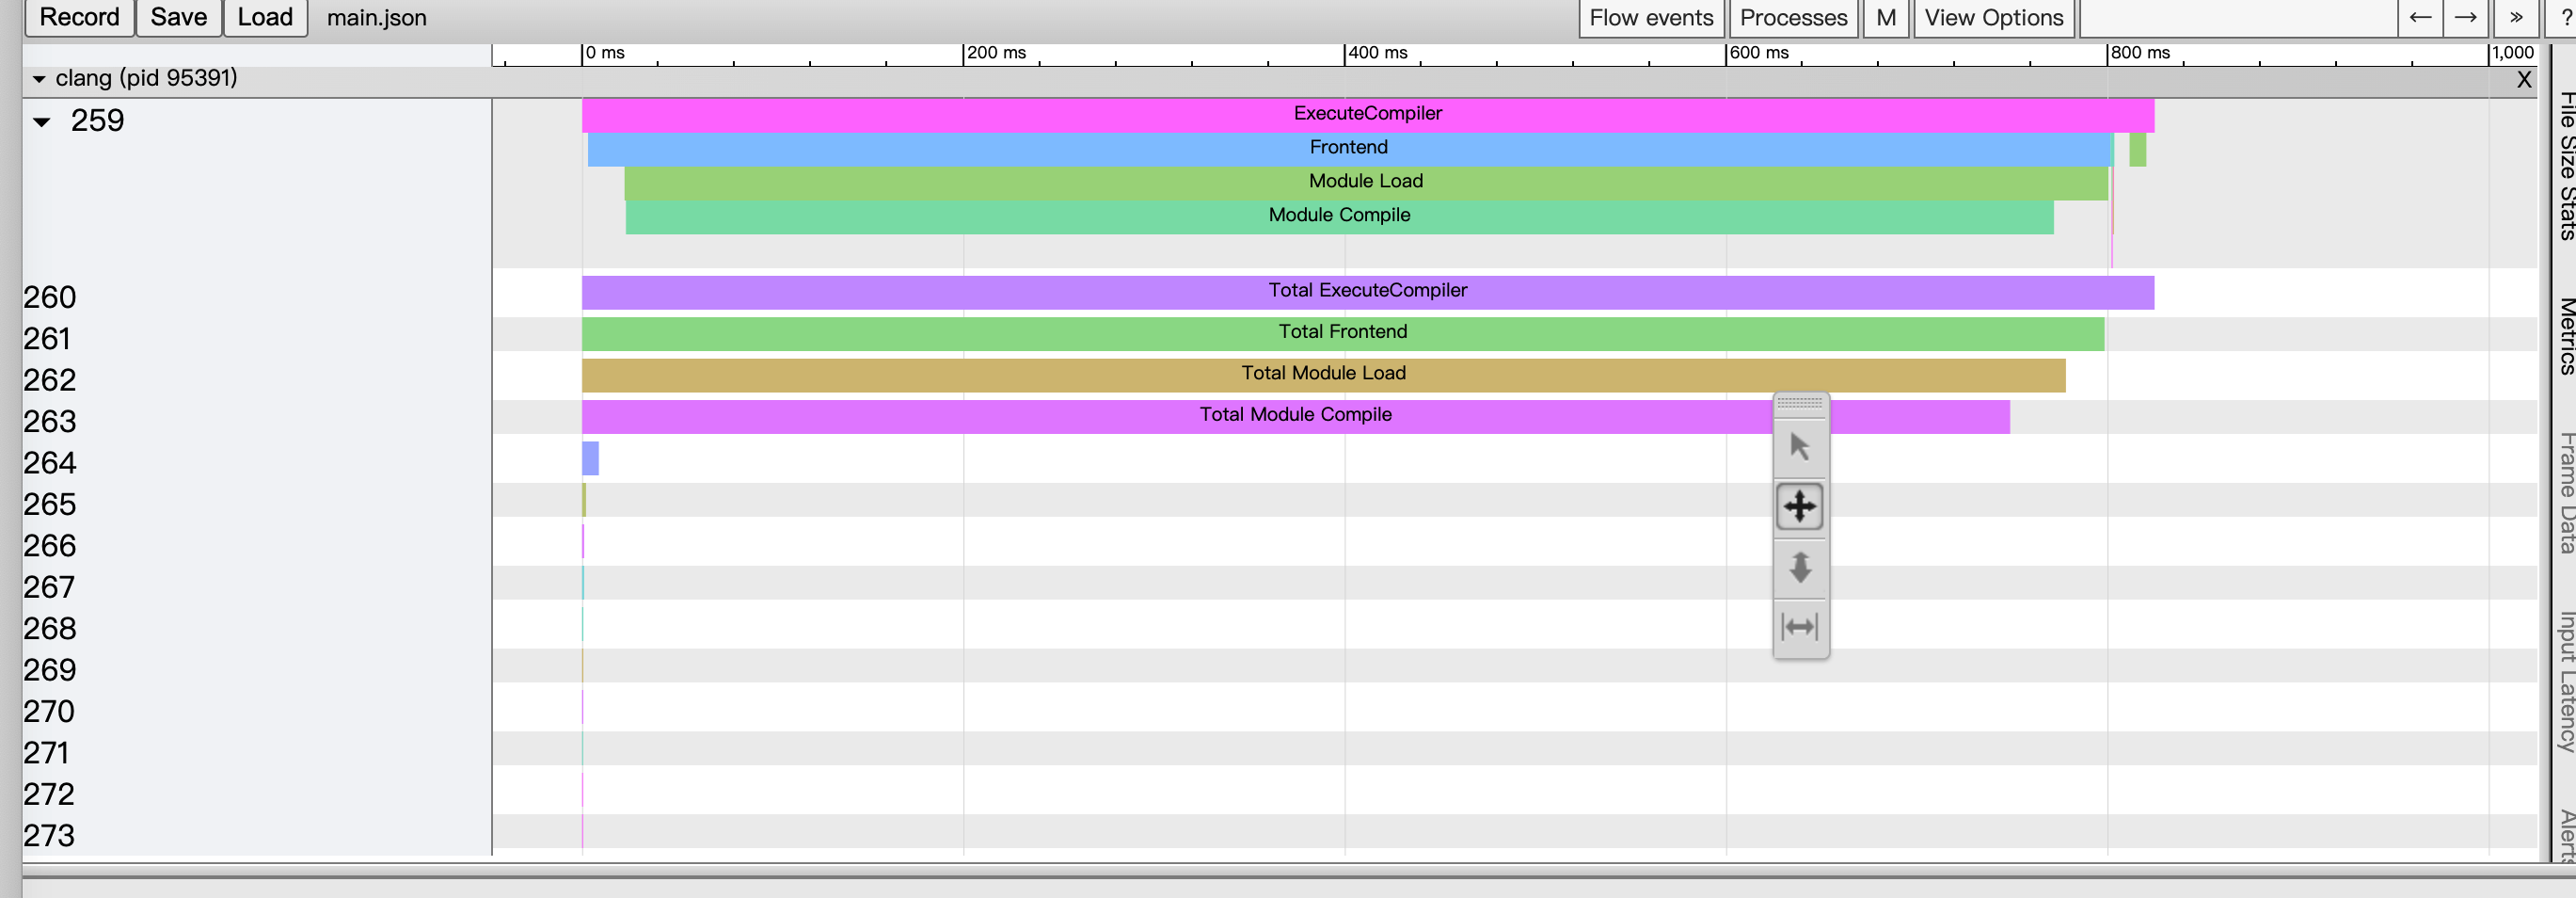 Record Save Load main.json Flow events Processes M View Options ← → » ?
0 ms 200 ms 400 ms 600 ms 800 ms 1,000
clang (pid 95391) X
259
ExecuteCompiler
Frontend
Module Load
Module Compile
260 Total ExecuteCompiler
261 Total Frontend
262 Total Module Load
263 Total Module Compile
264
265
266
267
268
269
270
271
272
273
File Size Stats
Metrics
Frame Data
Input Latency
Alerts